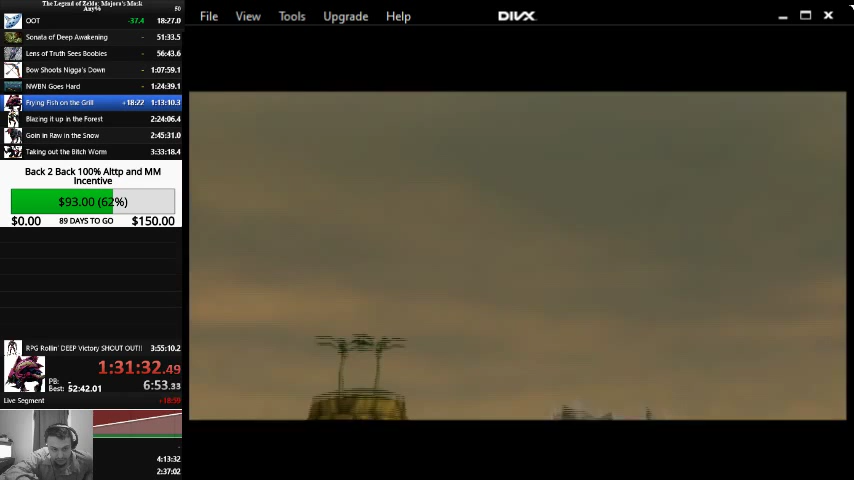 The Legend of Zelda: Majora's Mask
Any% 50
OOT -37.4 18:27.0
Sonata of Deep Awakening - 51:33.5
Lens of Truth Sees Boobies - 56:43.6
Bow Shoots Nigga's Down - 1:07:59.1
NWBN Goes Hard - 1:24:39.1
Frying Fish on the Grill +18:22 1:13:10.3
Blazing it up in the Forest 2:24:06.4
Goin in Raw in the Snow 2:45:31.0
Taking out the Bitch Worm 3:33:18.4
Back 2 Back 100% Alttp and MM
Incentive
$93.00 (62%)
$0.00 89 DAYS TO GO $150.00
RPG Rollin' DEEP Victory SHOUT OUT!! 3:55:10.2
1:31:32.49
PB: -
Best: 52:42.01 6:53.33
Live Segment +18:59
-
4:13:32
2:37:02
File View Tools Upgrade Help
DIVX